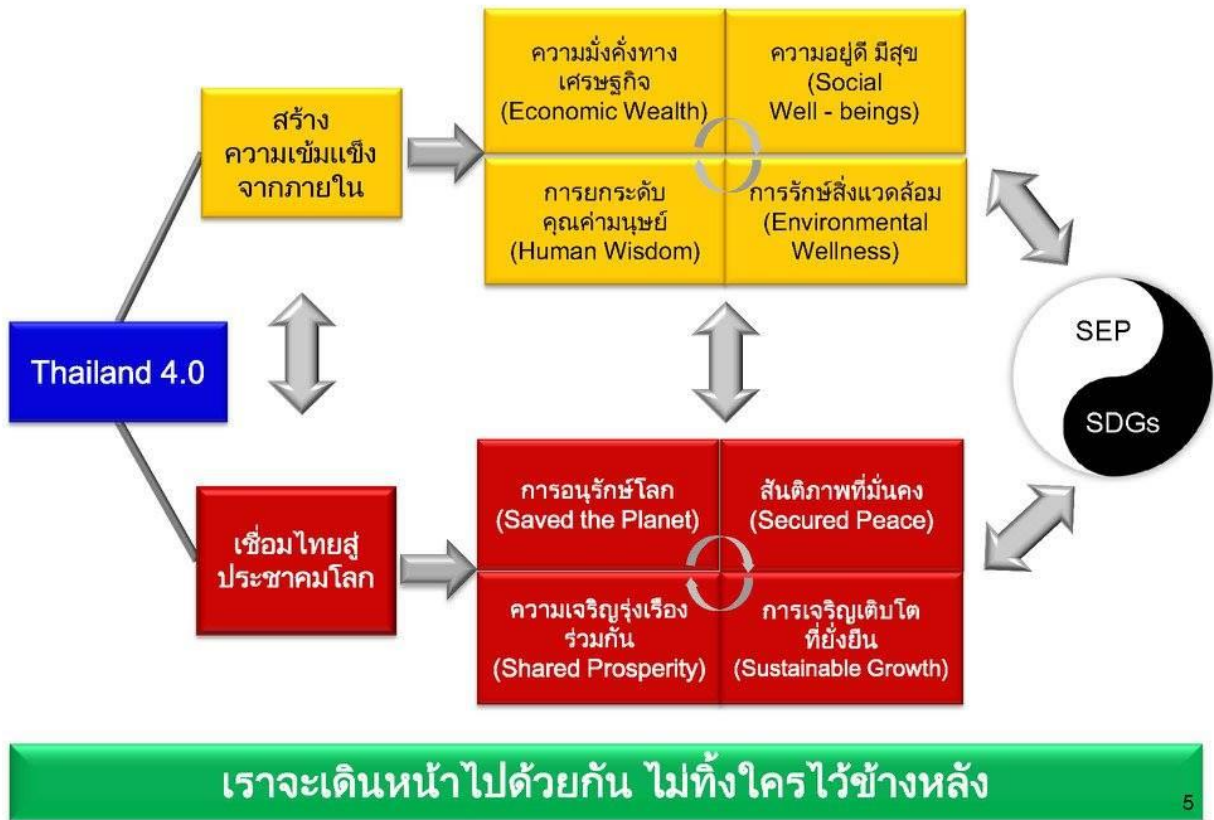 ความมั่งคั่งทาง
เศรษฐกิจ
(Economic Wealth)
ความอยู่ดี มีสุข
(Social
Well - beings)
สร้าง
ความเข้มแข็ง
จากภายใน
การยกระดับ
คุณค่ามนุษย์
(Human Wisdom)
การรักษ์สิ่งแวดล้อม
(Environmental
Wellness)
Thailand 4.0
SEP
SDGs
เชื่อมไทยสู่
ประชาคมโลก
การอนุรักษ์โลก
(Saved the Planet)
สันติภาพที่มั่นคง
(Secured Peace)
ความเจริญรุ่งเรือง
ร่วมกัน
(Shared Prosperity)
การเจริญเติบโต
ที่ยั่งยืน
(Sustainable Growth)
เราจะเดินหน้าไปด้วยกัน ไม่ทิ้งใครไว้ข้างหลัง
5